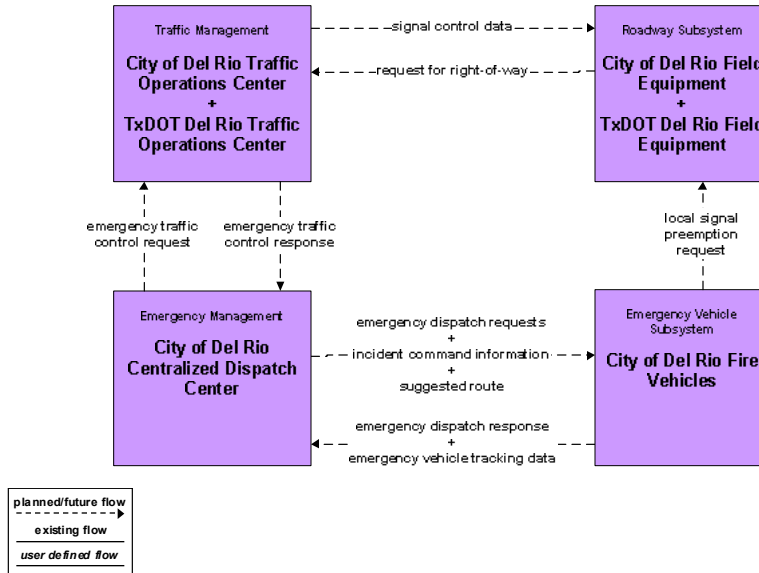 Traffic Management
City of Del Rio Traffic
Operations Center
+
TxDOT Del Rio Traffic
Operations Center
signal control data
request for right-of-way
Roadway Subsystem
City of Del Rio Field
Equipment
+
TxDOT Del Rio Field
Equipment
emergency traffic
control request
emergency traffic
control response
local signal
preemption
request
Emergency Management
City of Del Rio
Centralized Dispatch
Center
emergency dispatch requests
+
incident command information
+
suggested route
emergency dispatch response
+
emergency vehicle tracking data
Emergency Vehicle
Subsystem
City of Del Rio Fire
Vehicles
planned/future flow
existing flow
user defined flow